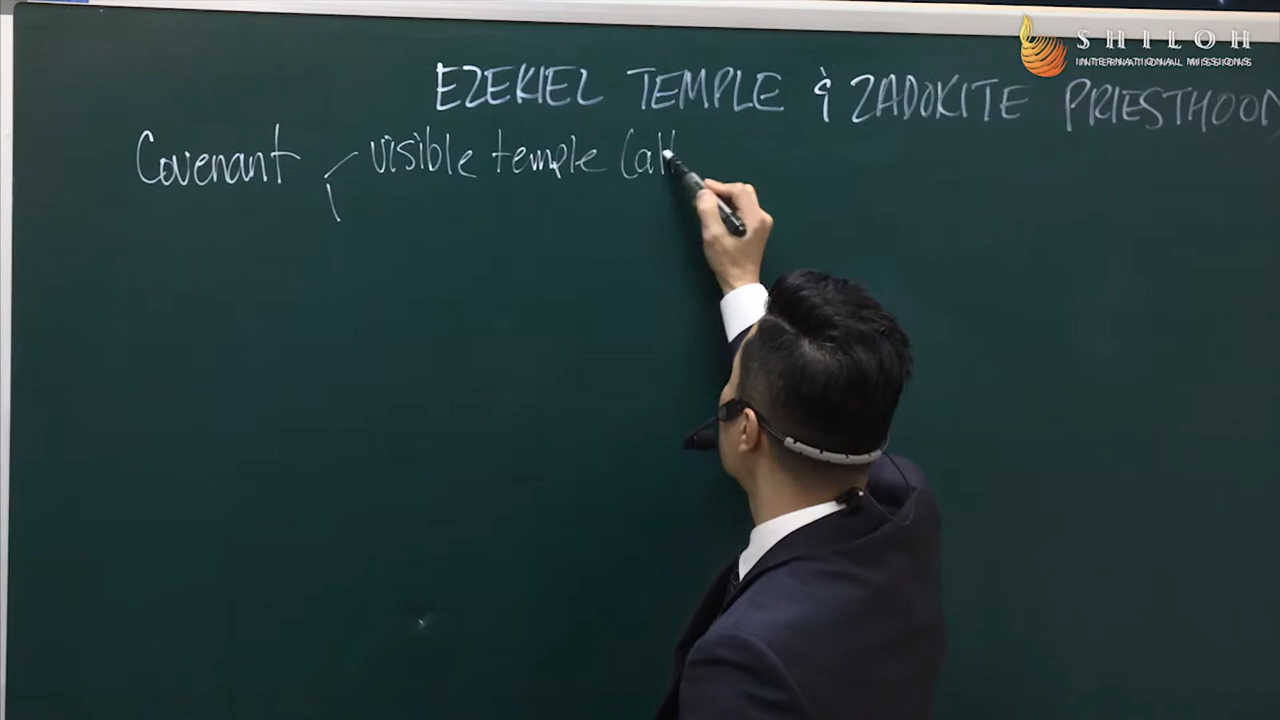 SHILOH
INTERNATIONAL MISSIONS
EZEKIEL TEMPLE & ZADOKITE PRIESTHOOD
Covenant visible temple